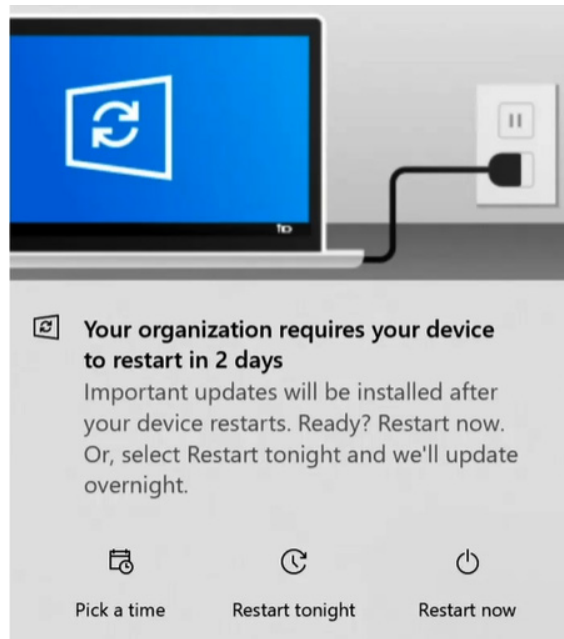 Your organization requires your device
to restart in 2 days
Important updates will be installed after
your device restarts. Ready? Restart now.
Or, select Restart tonight and we'll update
overnight.
Pick a time
Restart tonight
Restart now